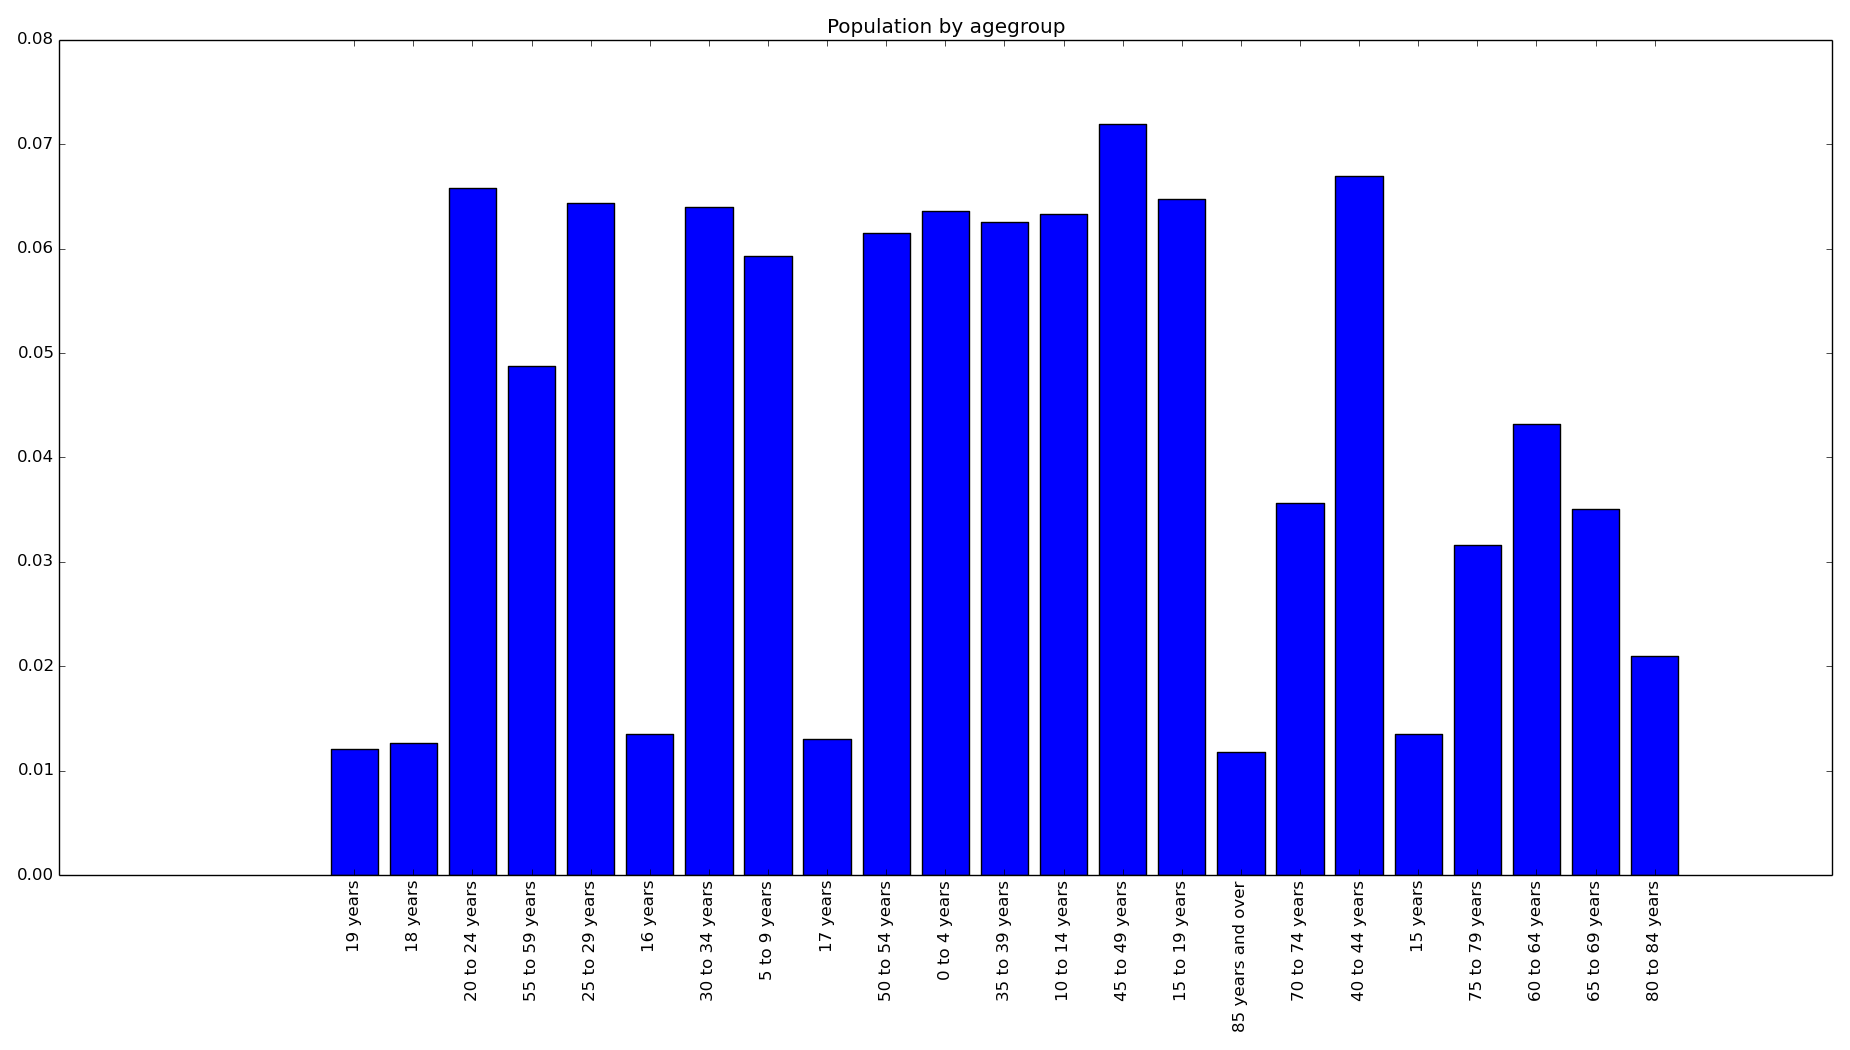 Population by agegroup
0.08
0.07
0.06
0.05
0.04
0.03
0.02
0.01
0.00
19 years
18 years
20 to 24 years
55 to 59 years
25 to 29 years
16 years
30 to 34 years
5 to 9 years
17 years
50 to 54 years
0 to 4 years
35 to 39 years
10 to 14 years
45 to 49 years
15 to 19 years
85 years and over
70 to 74 years
40 to 44 years
15 years
75 to 79 years
60 to 64 years
65 to 69 years
80 to 84 years